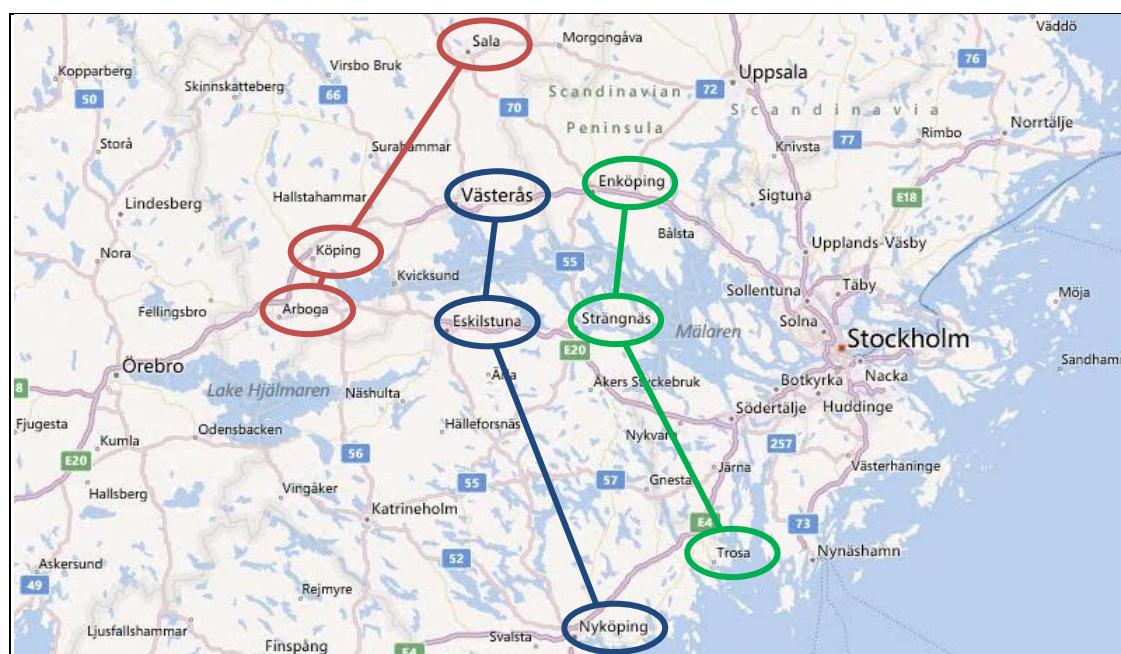 Väddö
Sala
Morgongåva
Virsbo Bruk
Kopparberg
Skinnskatteberg
Uppsala
76
50
66
70
Scandinavian
72
Scandinavia
Peninsula
Norrtälje
Rimbo
77
Storå
Surahammar
Knivsta
Enköping
Hallstahammar
Västerås
Sigtuna
E18
Lindesberg
Bålsta
Nora
Köping
Upplands-Väsby
Kvicksund
55
Täby
Fellingsbro
Arboga
Sollentuna
Möja
Eskilstuna
Strängnäs
Mälaren
Solna
Stockholm
E20
Örebro
Sandhamn
Nacka
8
Lake Hjälmaren
Näshulta
Åkers Styckebruk
Botkyrka
Södertälje
Huddinge
Fjugesta
Odensbacken
Hälleforsnäs
Nykvarn
Kumla
257
56
E20
Järna
Västerhaninge
Hallsberg
Vingåker
55
57
Gnesta
Katrineholm
E4
73
Trosa
Nynäshamn
Askersund
52
49
Rejmyre
Ljusfallshammar
Nyköping
Svalsta
Finspång
E4